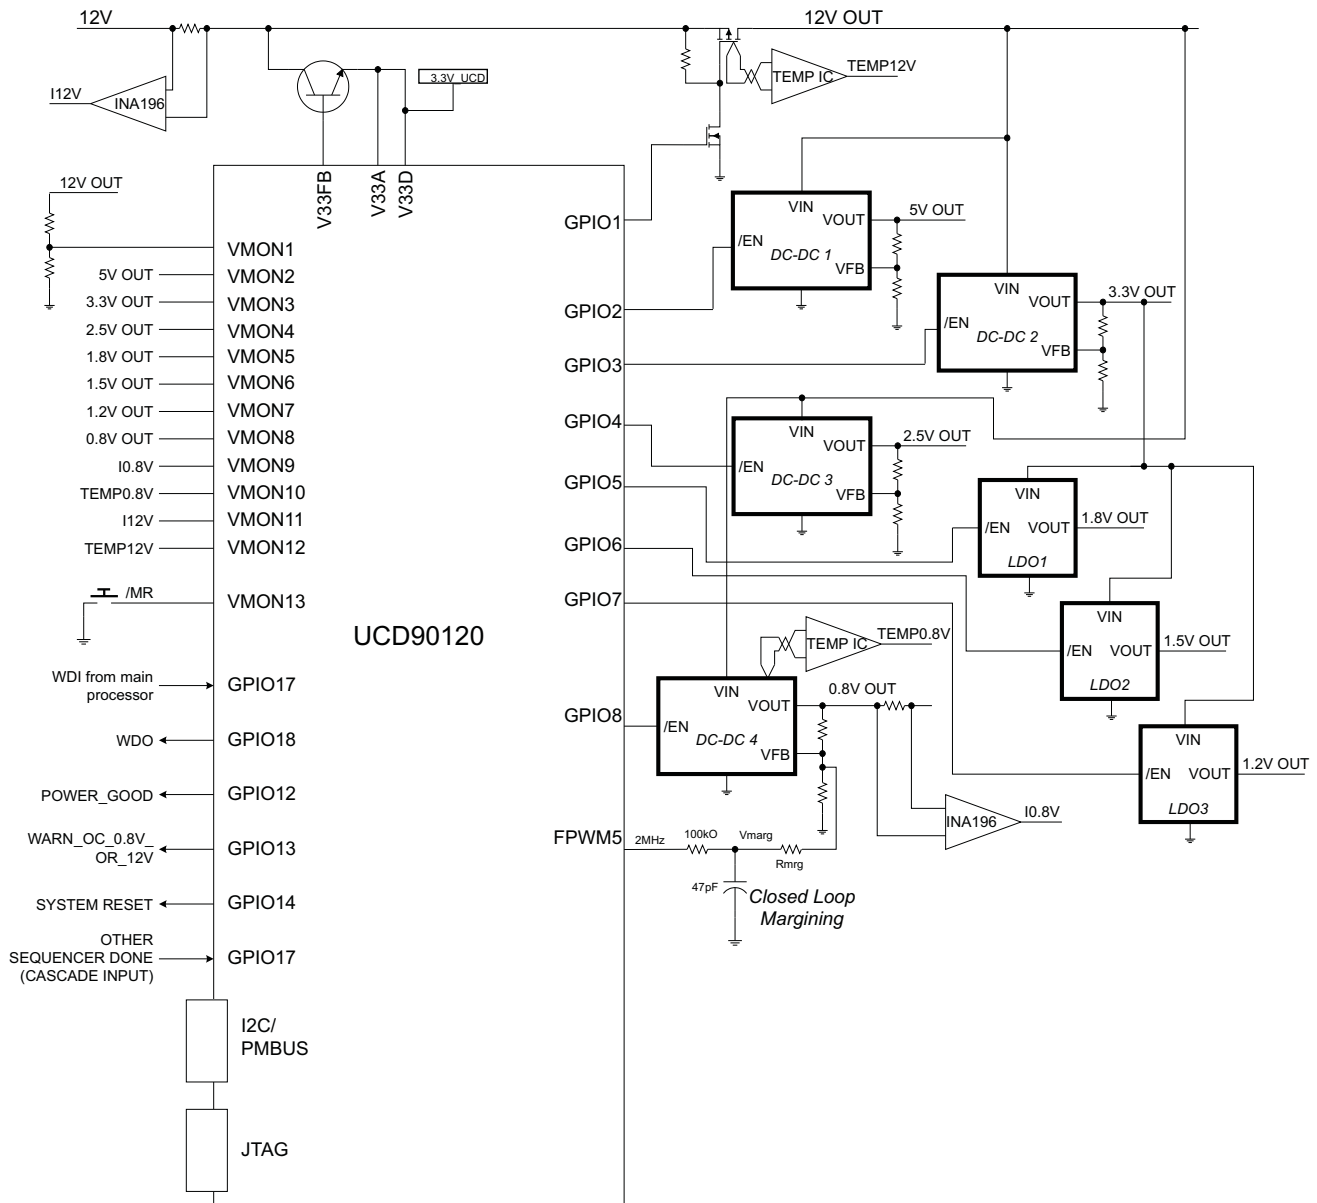 12V
12V OUT
I12V
INA196
3.3V_UCD
TEMP IC
TEMP12V
12V OUT
V33FB
V33A
V33D
VMON1
5V OUT
VMON2
3.3V OUT
VMON3
2.5V OUT
VMON4
1.8V OUT
VMON5
1.5V OUT
VMON6
1.2V OUT
VMON7
0.8V OUT
VMON8
I0.8V
VMON9
TEMP0.8V
VMON10
I12V
VMON11
TEMP12V
VMON12
/MR
VMON13
UCD90120
WDI from main
processor
GPIO17
WDO
GPIO18
POWER_GOOD
GPIO12
WARN_OC_0.8V_
OR_12V
GPIO13
SYSTEM RESET
GPIO14
OTHER
SEQUENCER DONE
(CASCADE INPUT)
GPIO17
I2C/
PMBUS
JTAG
GPIO1
GPIO2
GPIO3
GPIO4
GPIO5
GPIO6
GPIO7
GPIO8
FPWM5
VIN
VOUT
/EN
DC-DC 1
VFB
5V OUT
VIN
VOUT
/EN
DC-DC 2
VFB
3.3V OUT
VIN
VOUT
/EN
DC-DC 3
VFB
2.5V OUT
VIN
/EN
VOUT
LDO1
1.8V OUT
VIN
/EN
VOUT
LDO2
1.5V OUT
VIN
/EN
VOUT
LDO3
1.2V OUT
TEMP IC
TEMP0.8V
VIN
VOUT
/EN
DC-DC 4
VFB
0.8V OUT
INA196
I0.8V
2MHz
100kO
Vmarg
Rmrg
47pF
Closed Loop
Margining